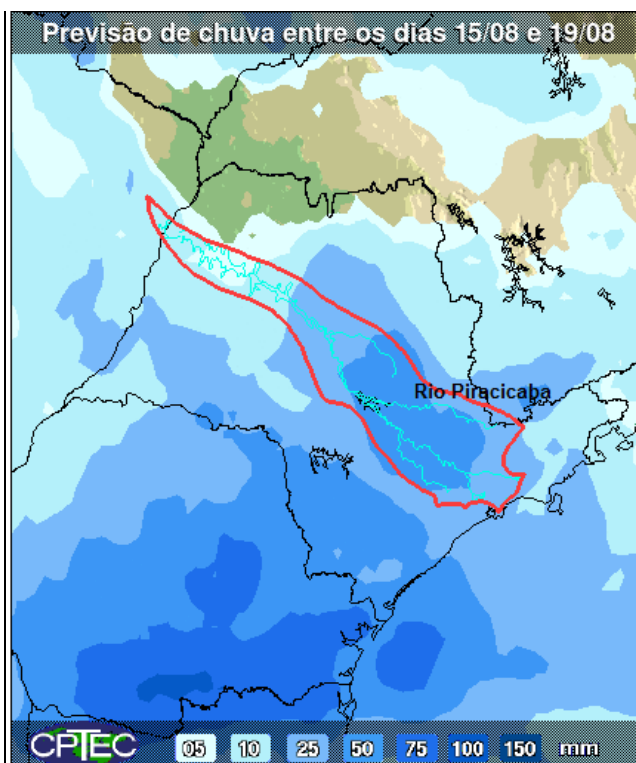 Previsão de chuva entre os dias 15/08 e 19/08
Rio Piracicaba
CPTEC 05 10 25 50 75 100 150 mm